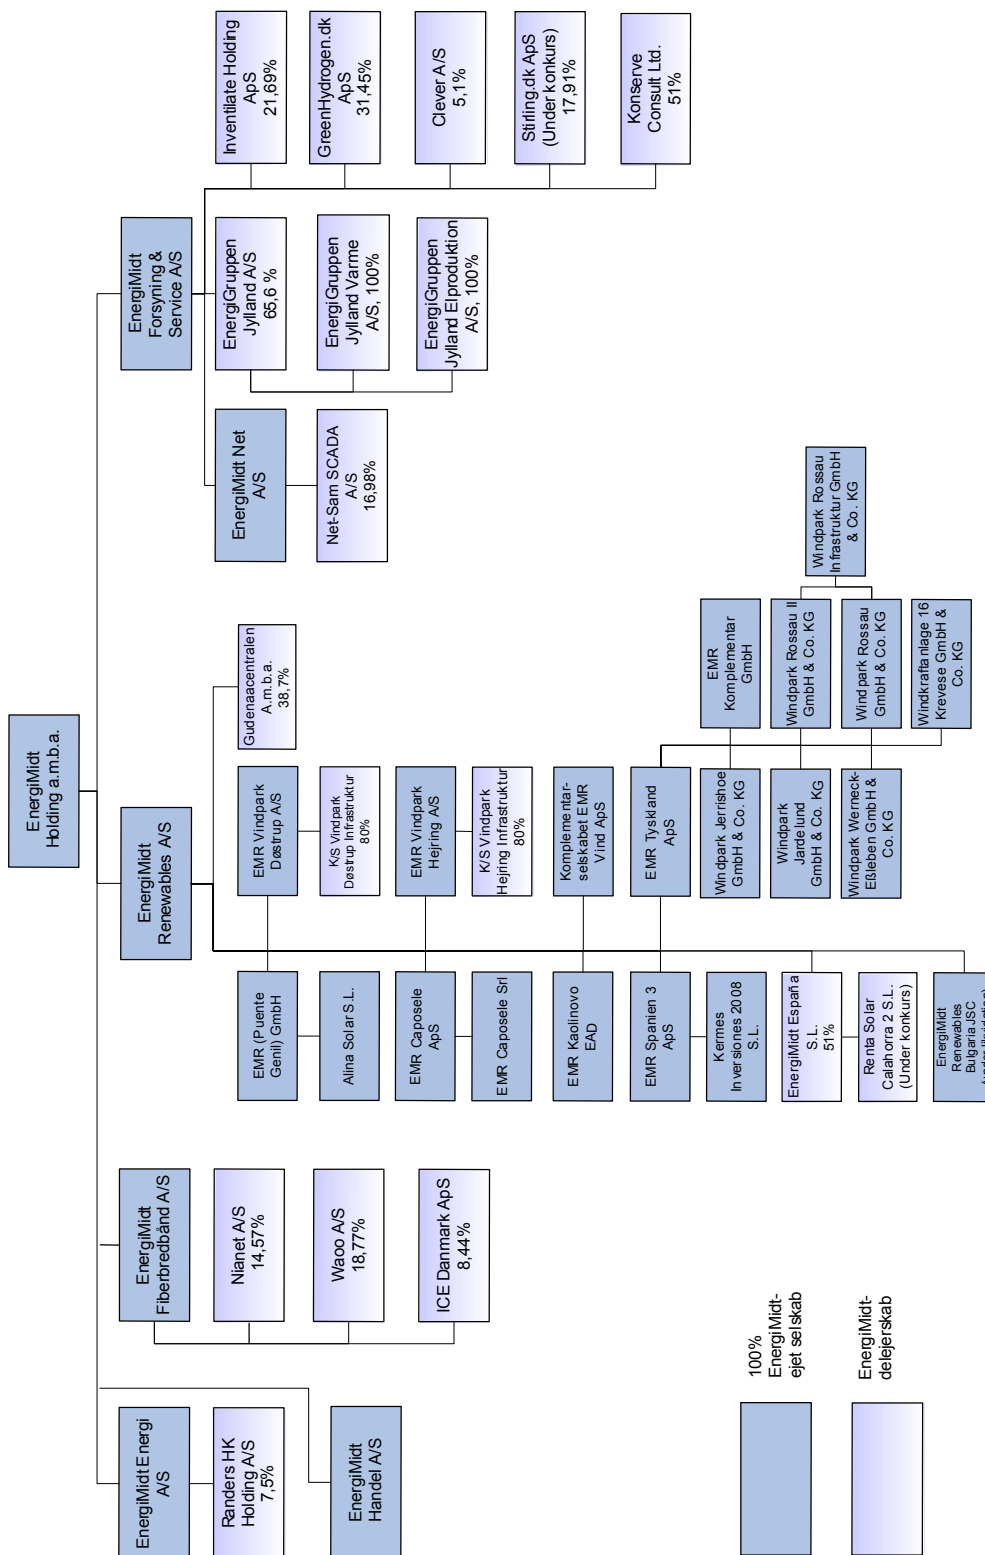 EnergiMidt
Holding a.m.b.a.
EnergiMidt Energi
A/S
Randers HK
Holding A/S
7,5%
EnergiMidt
Handel A/S
EnergiMidt
Fiberbredbånd A/S
Nianet A/S
14,57%
Waoo A/S
18,77%
ICE Danmark ApS
8,44%
EnergiMidt
Renewables A/S
Gudenaacentralen
A.m.b.a.
38,7%
EMR (Puente
Genil) GmbH
Alina Solar S.L.
EMR Caposele
ApS
EMR Caposele Srl
EMR Kaolinovo
EAD
EMR Spanien 3
ApS
Kermes
Inversiones 2008
S.L.
EnergiMidt España
S.L.
51%
Renta Solar
Calahorra 2 S.L.
(Under konkurs)
EnergiMidt
Renewables
Bulgaria JSC
EMR Vindpark
Døstrup A/S
K/S Vindpark
Døstrup Infrastruktur
80%
EMR Vindpark
Hejring A/S
K/S Vindpark
Hejring Infrastruktur
80%
Komplementar-
selskabet EMR
Vind ApS
EMR Tyskland
ApS
Windpark Jerrishoe
GmbH & Co. KG
Windpark
Jardelund
GmbH & Co. KG
Windpark Werneck-
Eßleben GmbH &
Co. KG
EMR
Komplementar
GmbH
Windpark Rossau II
GmbH & Co. KG
Windpark Rossau
GmbH & Co. KG
Windkraftanlage 16
Krevese GmbH &
Co. KG
Windpark Rossau
Infrastruktur GmbH
& Co. KG
EnergiMidt
Forsyning &
Service A/S
EnergiMidt Net
A/S
Net-Sam SCADA
A/S
16,98%
EnergiGruppen
Jylland A/S
65,6 %
EnergiGruppen
Jylland Varme
A/S, 100%
EnergiGruppen
Jylland Elproduktion
A/S, 100%
Inventilate Holding
ApS
21,69%
GreenHydrogen.dk
ApS
31,45%
Clever A/S
5,1%
Stirling.dk ApS
(Under konkurs)
17,91%
Konserve
Consult Ltd.
51%
100%
EnergiMidt-
ejet selskab
EnergiMidt-
delejerskab